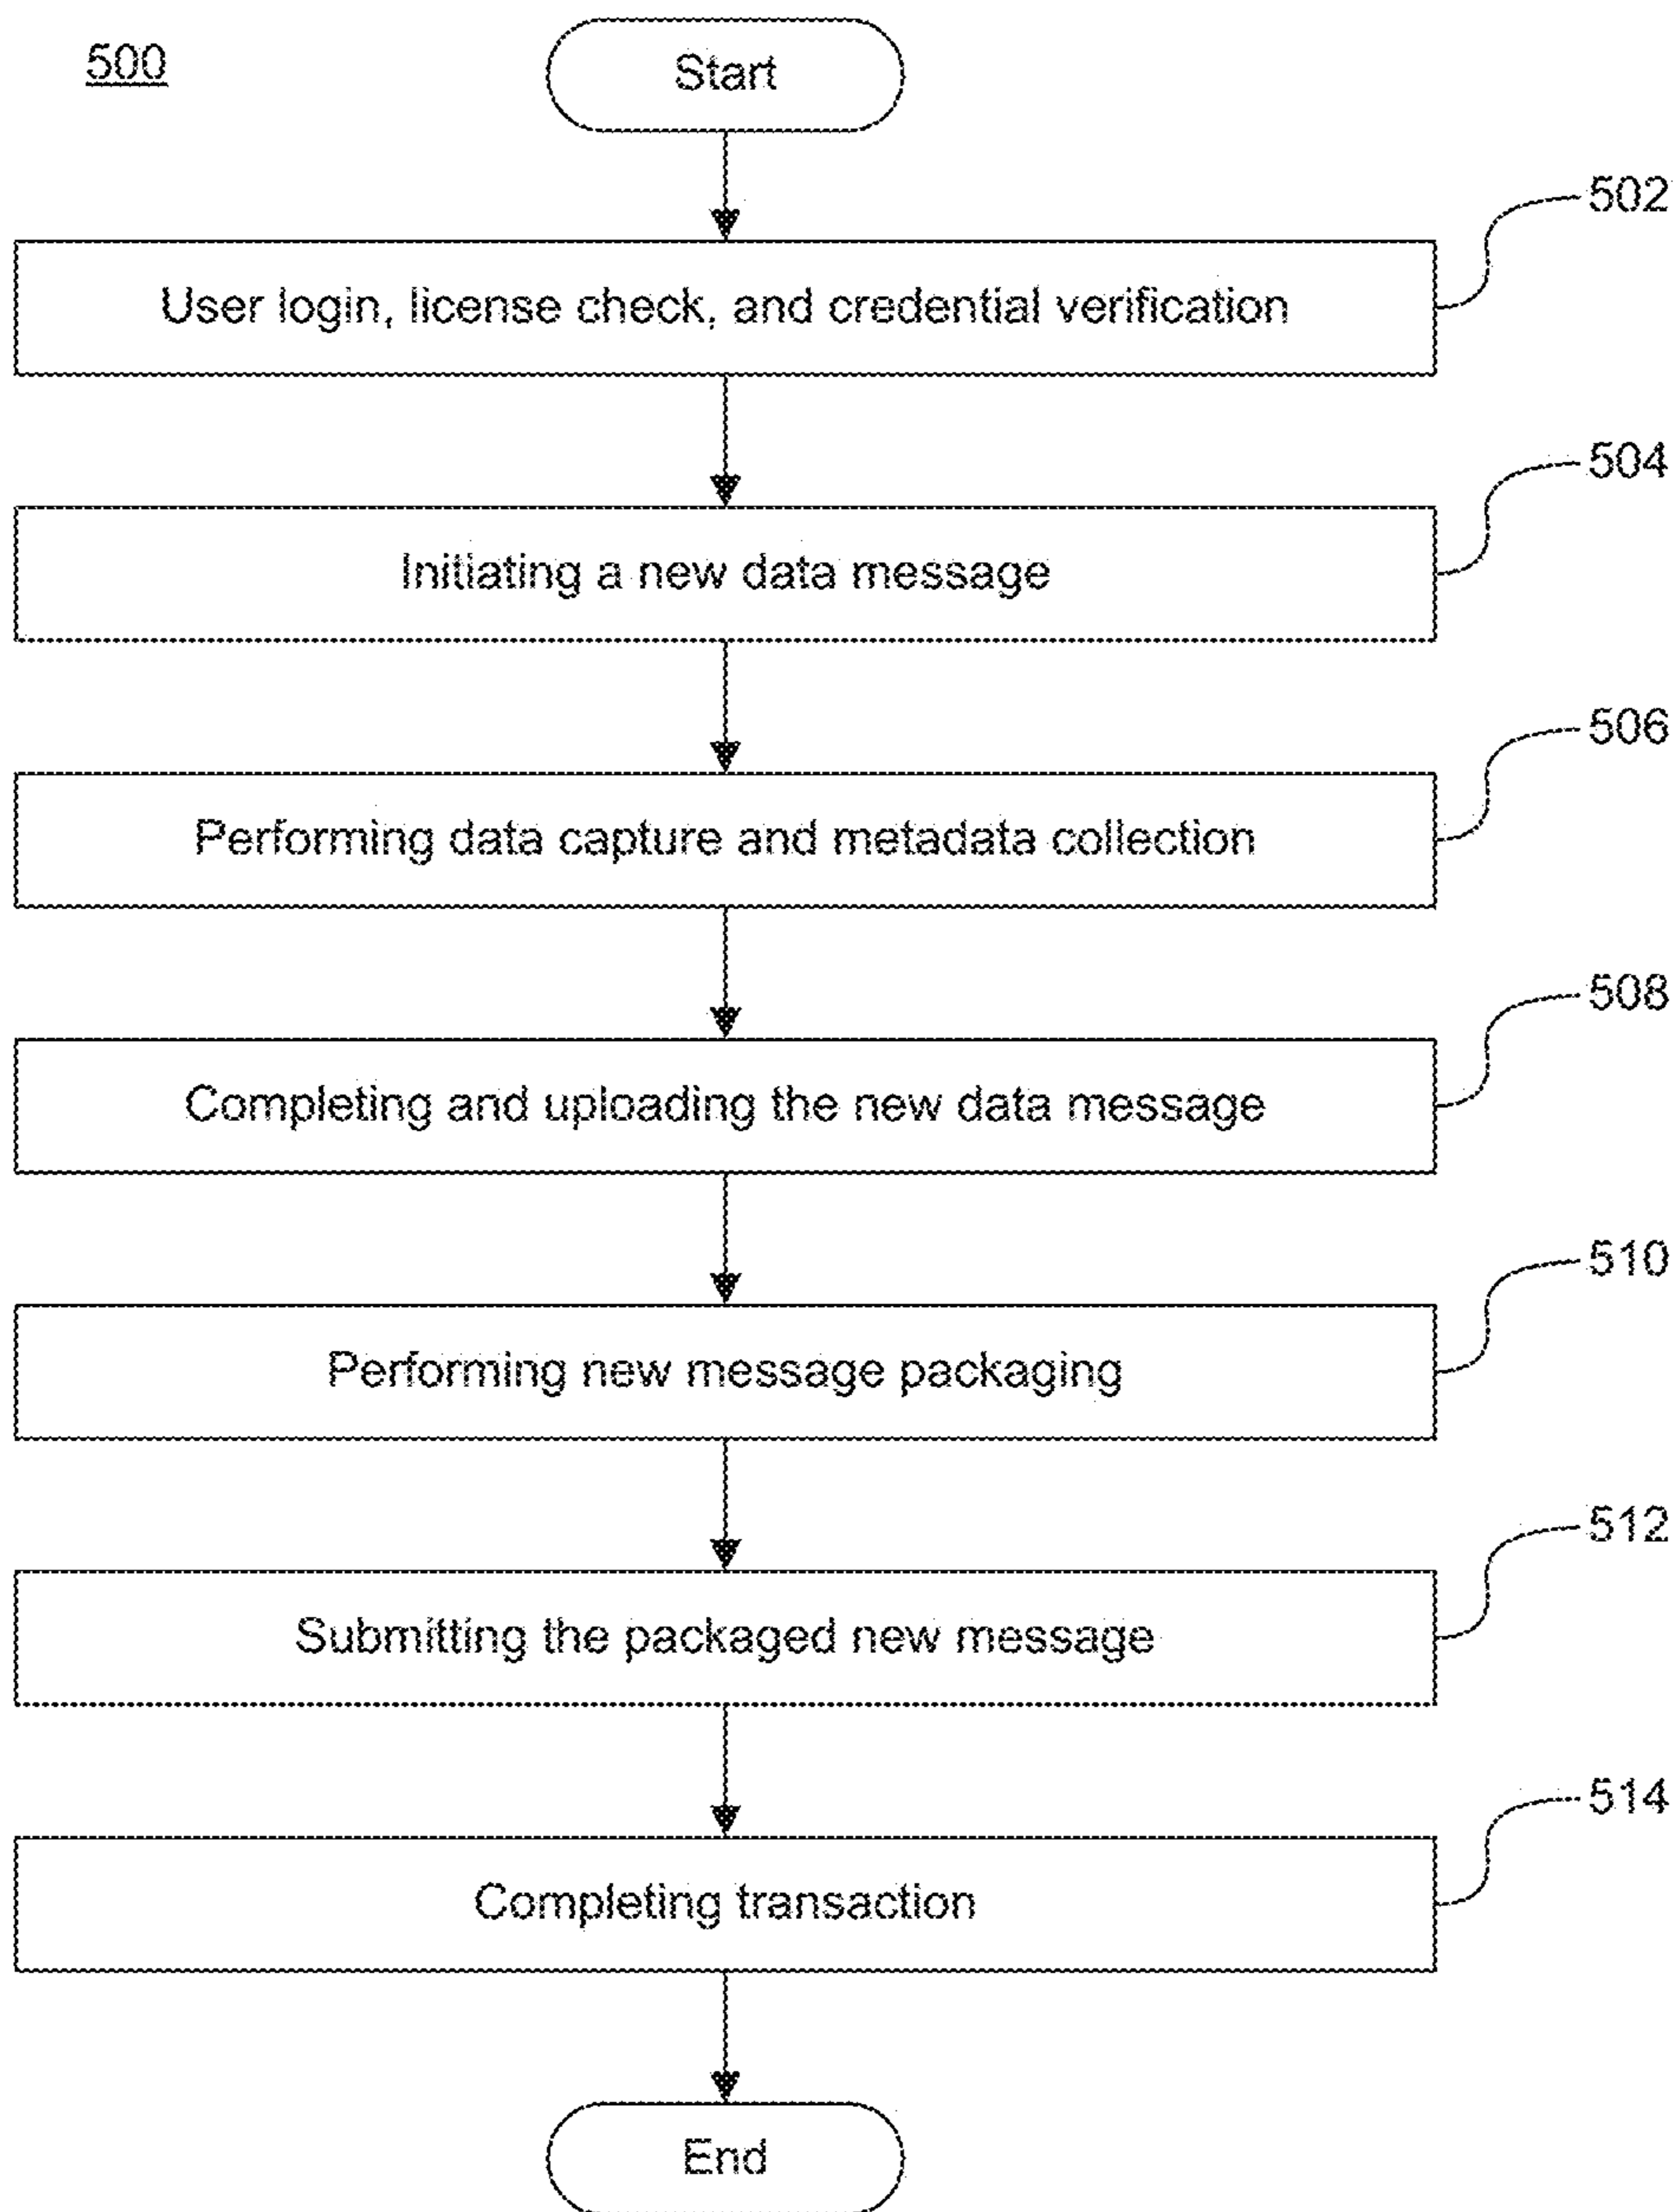 500
Start
502
User login, license check, and credential verification
504
Initiating a new data message
506
Performing data capture and metadata collection
508
Completing and uploading the new data message
510
Performing new message packaging
512
Submitting the packaged new message
514
Completing transaction
End